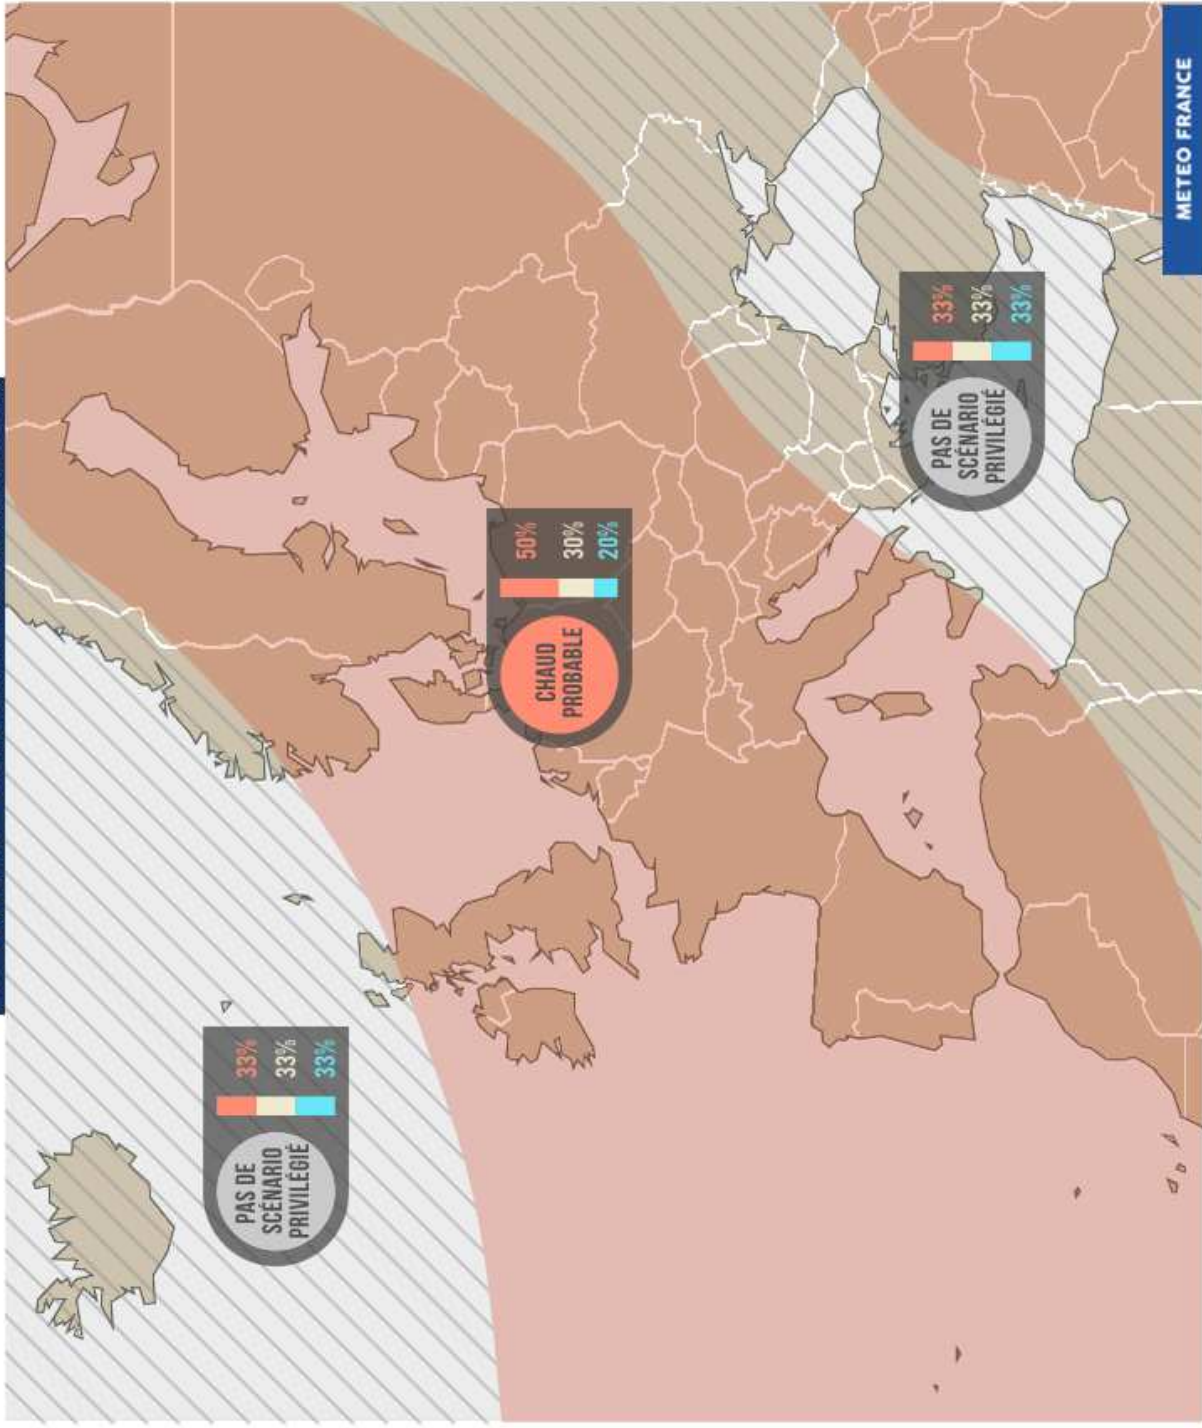 PAS DE
SCÉNARIO
PRIVILÉGIÉ
33%
33%
33%
CHAUD
PROBABLE
50%
30%
20%
PAS DE
SCÉNARIO
PRIVILÉGIÉ
33%
33%
33%
METEO FRANCE